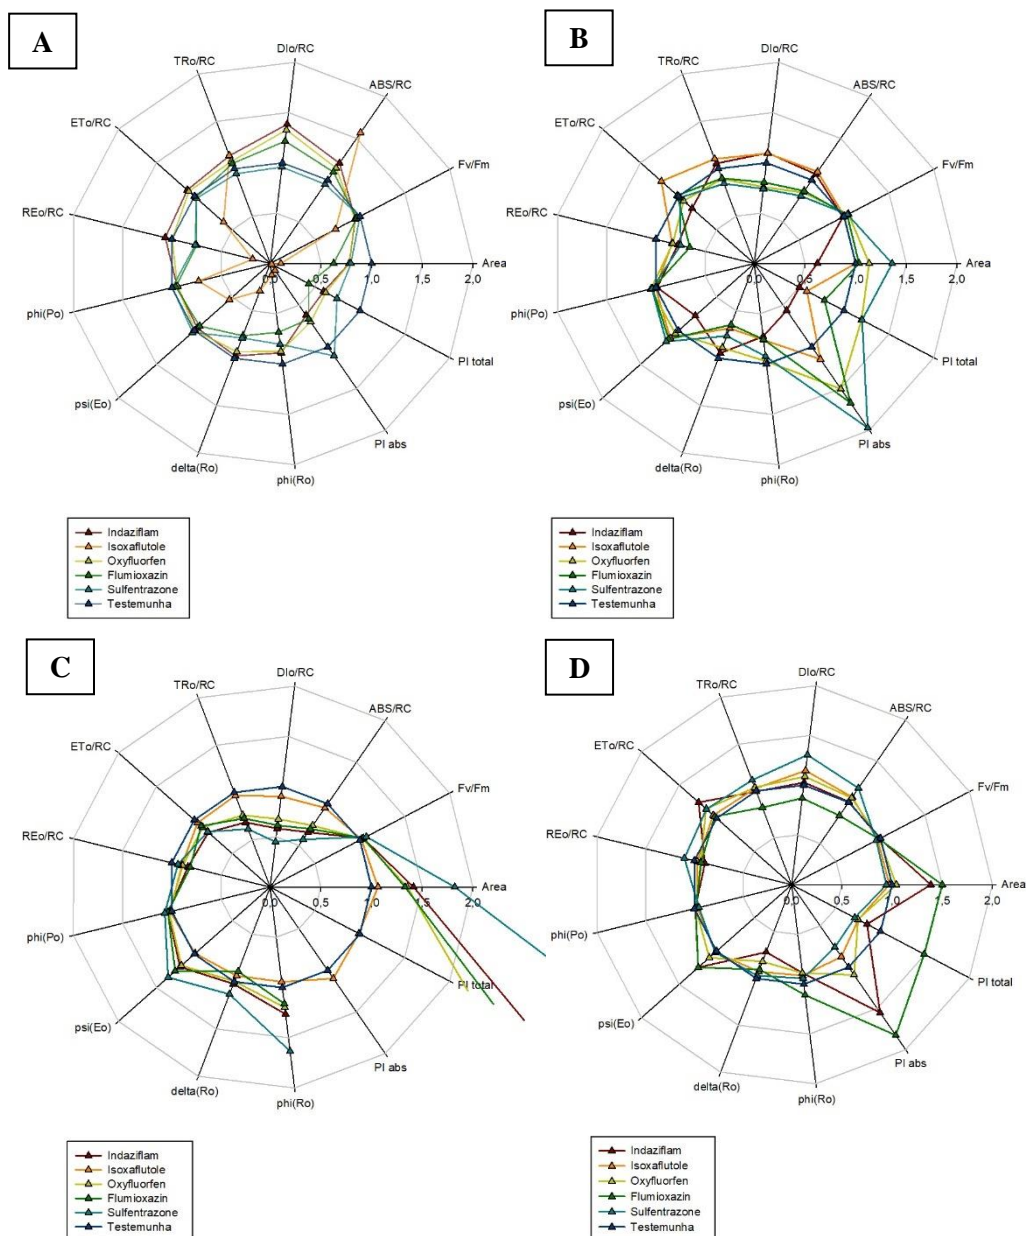 A
B
DIo/RC
TRo/RC
ABS/RC
ETo/RC
Fv/Fm
REo/RC
0,0
0,5
1,0
1,5
2,0
Area
phi(Po)
PI total
psi(Eo)
PI abs
delta(Ro)
phi(Ro)
DIo/RC
TRo/RC
ABS/RC
ETo/RC
Fv/Fm
REo/RC
0,0
0,5
1,0
1,5
2,0
Area
phi(Po)
PI total
psi(Eo)
PI abs
delta(Ro)
phi(Ro)
Indaziflam
Isoxaflutole
Oxyfluorfen
Flumioxazin
Sulfentrazone
Testemunha
Indaziflam
Isoxaflutole
Oxyfluorfen
Flumioxazin
Sulfentrazone
Testemunha
C
D
DIo/RC
TRo/RC
ABS/RC
ETo/RC
Fv/Fm
REo/RC
0,0
0,5
1,0
1,5
2,0
Area
phi(Po)
PI total
psi(Eo)
PI abs
delta(Ro)
phi(Ro)
DIo/RC
TRo/RC
ABS/RC
ETo/RC
Fv/Fm
REo/RC
0,0
0,5
1,0
1,5
2,0
Area
phi(Po)
PI total
psi(Eo)
PI abs
delta(Ro)
phi(Ro)
Indaziflam
Isoxaflutole
Oxyfluorfen
Flumioxazin
Sulfentrazone
Testemunha
Indaziflam
Isoxaflutole
Oxyfluorfen
Flumioxazin
Sulfentrazone
Testemunha